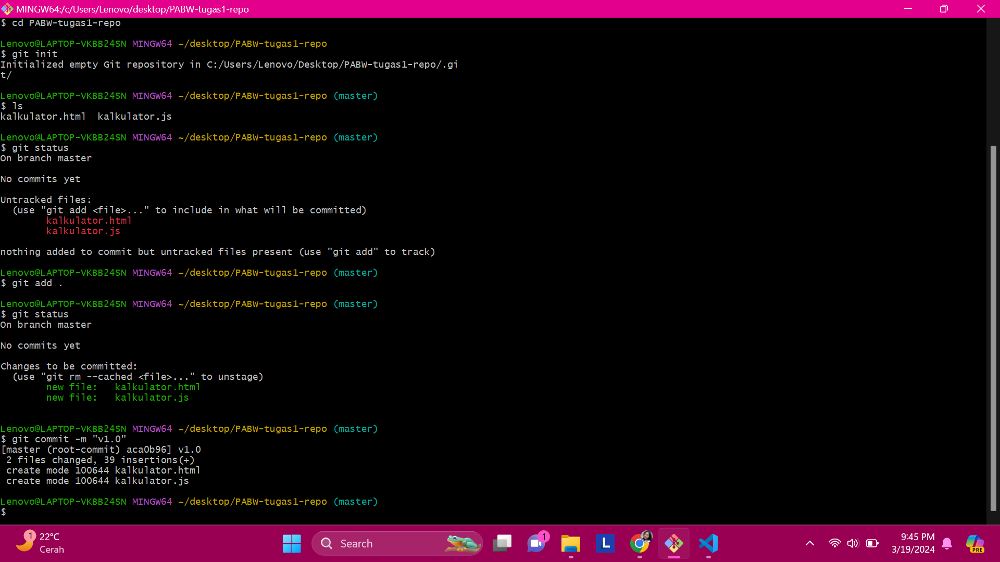 MINGW64:/c/Users/Lenovo/desktop/PABW-tugas1-repo
$ cd PABW-tugas1-repo
Lenovo@LAPTOP-VKBB24SN MINGW64 ~/desktop/PABW-tugas1-repo
$ git init
Initialized empty Git repository in C:/Users/Lenovo/Desktop/PABW-tugas1-repo/.gi
t/
Lenovo@LAPTOP-VKBB24SN MINGW64 ~/desktop/PABW-tugas1-repo (master)
$ ls
kalkulator.html  kalkulator.js
Lenovo@LAPTOP-VKBB24SN MINGW64 ~/desktop/PABW-tugas1-repo (master)
$ git status
On branch master
No commits yet
Untracked files:
  (use "git add <file>..." to include in what will be committed)
        kalkulator.html
        kalkulator.js
nothing added to commit but untracked files present (use "git add" to track)
Lenovo@LAPTOP-VKBB24SN MINGW64 ~/desktop/PABW-tugas1-repo (master)
$ git add .
Lenovo@LAPTOP-VKBB24SN MINGW64 ~/desktop/PABW-tugas1-repo (master)
$ git status
On branch master
No commits yet
Changes to be committed:
  (use "git rm --cached <file>..." to unstage)
        new file:   kalkulator.html
        new file:   kalkulator.js
Lenovo@LAPTOP-VKBB24SN MINGW64 ~/desktop/PABW-tugas1-repo (master)
$ git commit -m "v1.0"
[master (root-commit) aca0b96] v1.0
 2 files changed, 39 insertions(+)
 create mode 100644 kalkulator.html
 create mode 100644 kalkulator.js
Lenovo@LAPTOP-VKBB24SN MINGW64 ~/desktop/PABW-tugas1-repo (master)
$
1
22°C
Cerah
Search
1
L
9:45 PM
3/19/2024
PRE